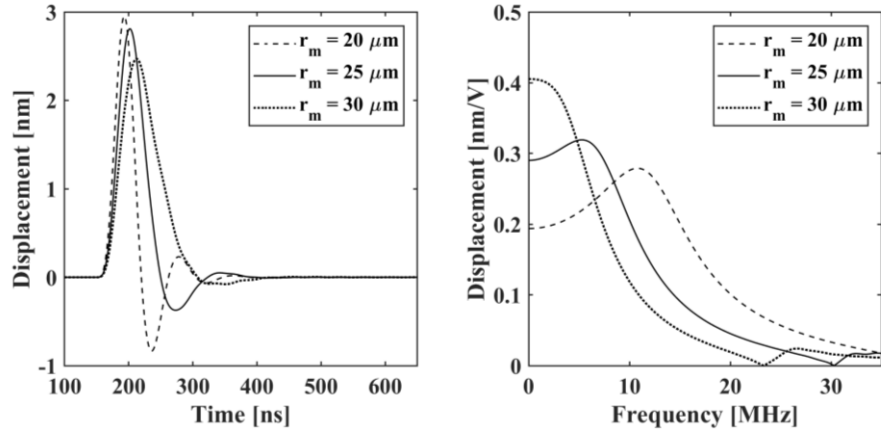 Displacement [nm]
3
2
1
0
-1
100 200 300 400 500 600
Time [ns]
r_m = 20 μm
r_m = 25 μm
r_m = 30 μm
Displacement [nm/V]
0.5
0.4
0.3
0.2
0.1
0
0 10 20 30
Frequency [MHz]
r_m = 20 μm
r_m = 25 μm
r_m = 30 μm